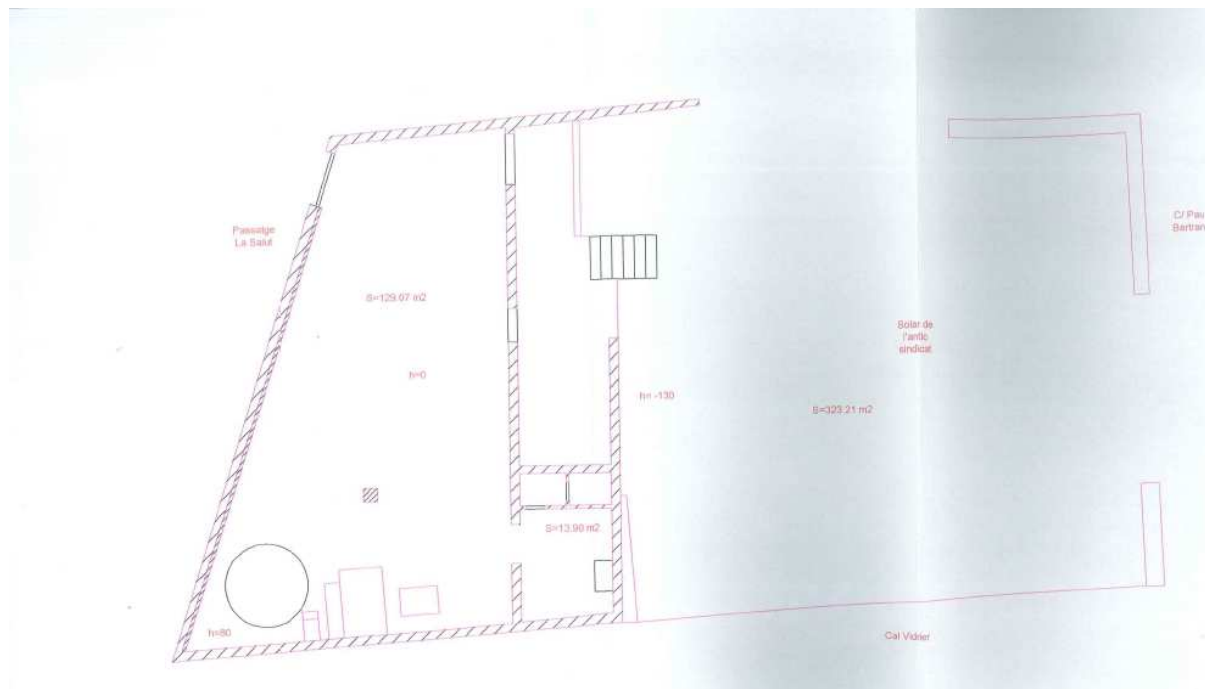 Passatge
La Salut
C/ Pau
Bertran
S=129.07 m2
Solar de
l'antic
sindicat
h=0
h= -130
S=323.21 m2
S=13.90 m2
h=80
Cal Vidrier